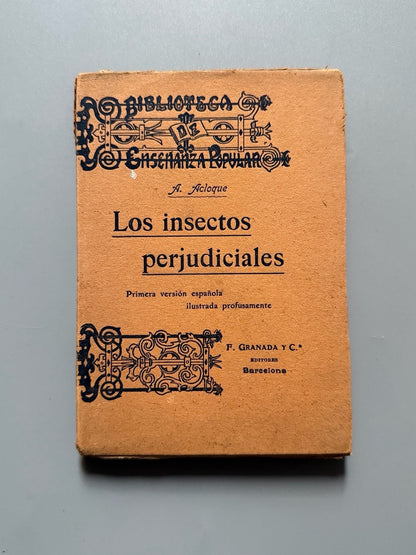 BIBLIOTECA
DE
ENSEÑANZA POPULAR
A. Acloque
Los insectos
perjudiciales
Primera versión española
ilustrada profusamente
F. GRANADA Y C.ª
EDITORES
Barcelona